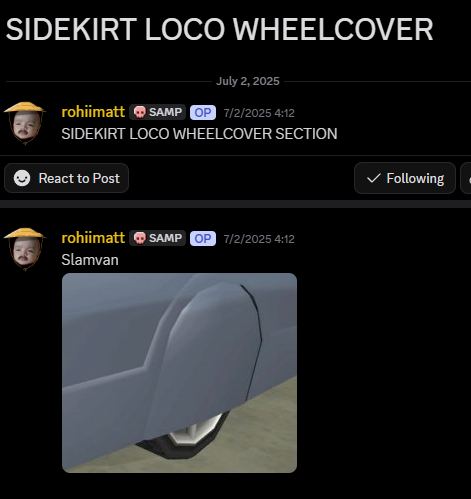 SIDEKIRT LOCO WHEELCOVER
July 2, 2025
rohiimatt SAMP OP 7/2/2025 4:12
SIDEKIRT LOCO WHEELCOVER SECTION
React to Post
Following
rohiimatt SAMP OP 7/2/2025 4:12
Slamvan